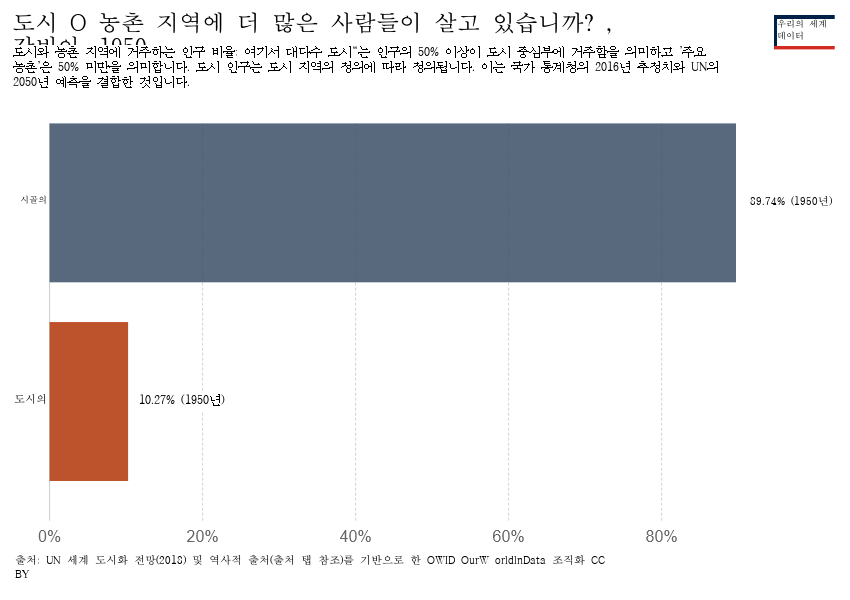 도시 O 농촌 지역에 더 많은 사람들이 살고 있습니까? ,
1950
우리의 세계
데이터
도시와 농촌 지역에 거주하는 인구 비율: 여기서 대다수 도시"는 인구의 50% 이상이 도시 중심부에 거주함을 의미하고 '주요
농촌'은 50% 미만을 의미합니다. 도시 인구는 도시 지역의 정의에 따라 정의됩니다. 이는 국가 통계청의 2016년 추정치와 UN의
2050년 예측을 결합한 것입니다.
시골의
89.74% (1950년)
도시의
10.27% (1950년)
0% 20% 40% 60% 80%
출처: UN 세계 도시화 전망(2018) 및 역사적 출처(출처 탭 참조)를 기반으로 한 OWID OurW orldInData 조직화 CC
BY